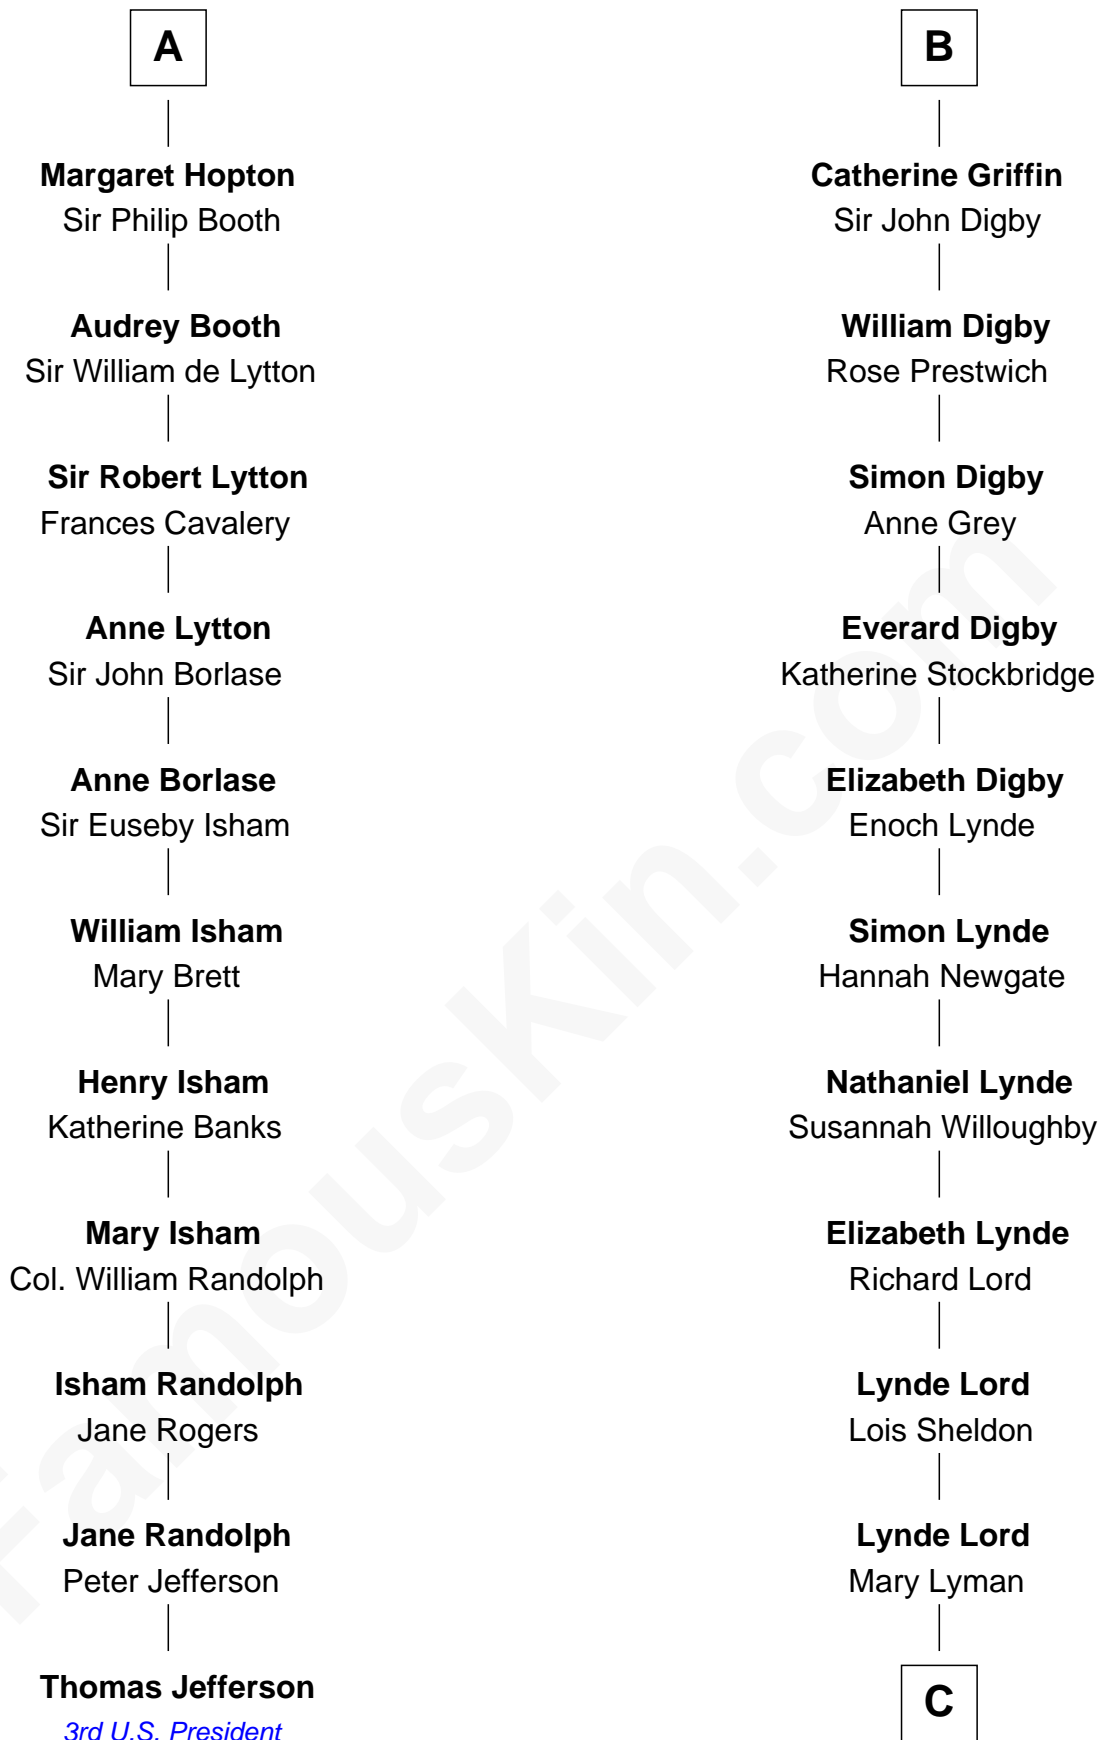 A
Margaret Hopton
Sir Philip Booth
Audrey Booth
Sir William de Lytton
Sir Robert Lytton
Frances Cavalery
Anne Lytton
Sir John Borlase
Anne Borlase
Sir Euseby Isham
William Isham
Mary Brett
Henry Isham
Katherine Banks
Mary Isham
Col. William Randolph
Isham Randolph
Jane Rogers
Jane Randolph
Peter Jefferson
Thomas Jefferson
3rd U.S. President
B
Catherine Griffin
Sir John Digby
William Digby
Rose Prestwich
Simon Digby
Anne Grey
Everard Digby
Katherine Stockbridge
Elizabeth Digby
Enoch Lynde
Simon Lynde
Hannah Newgate
Nathaniel Lynde
Susannah Willoughby
Elizabeth Lynde
Richard Lord
Lynde Lord
Lois Sheldon
Lynde Lord
Mary Lyman
C
FamousKin.com